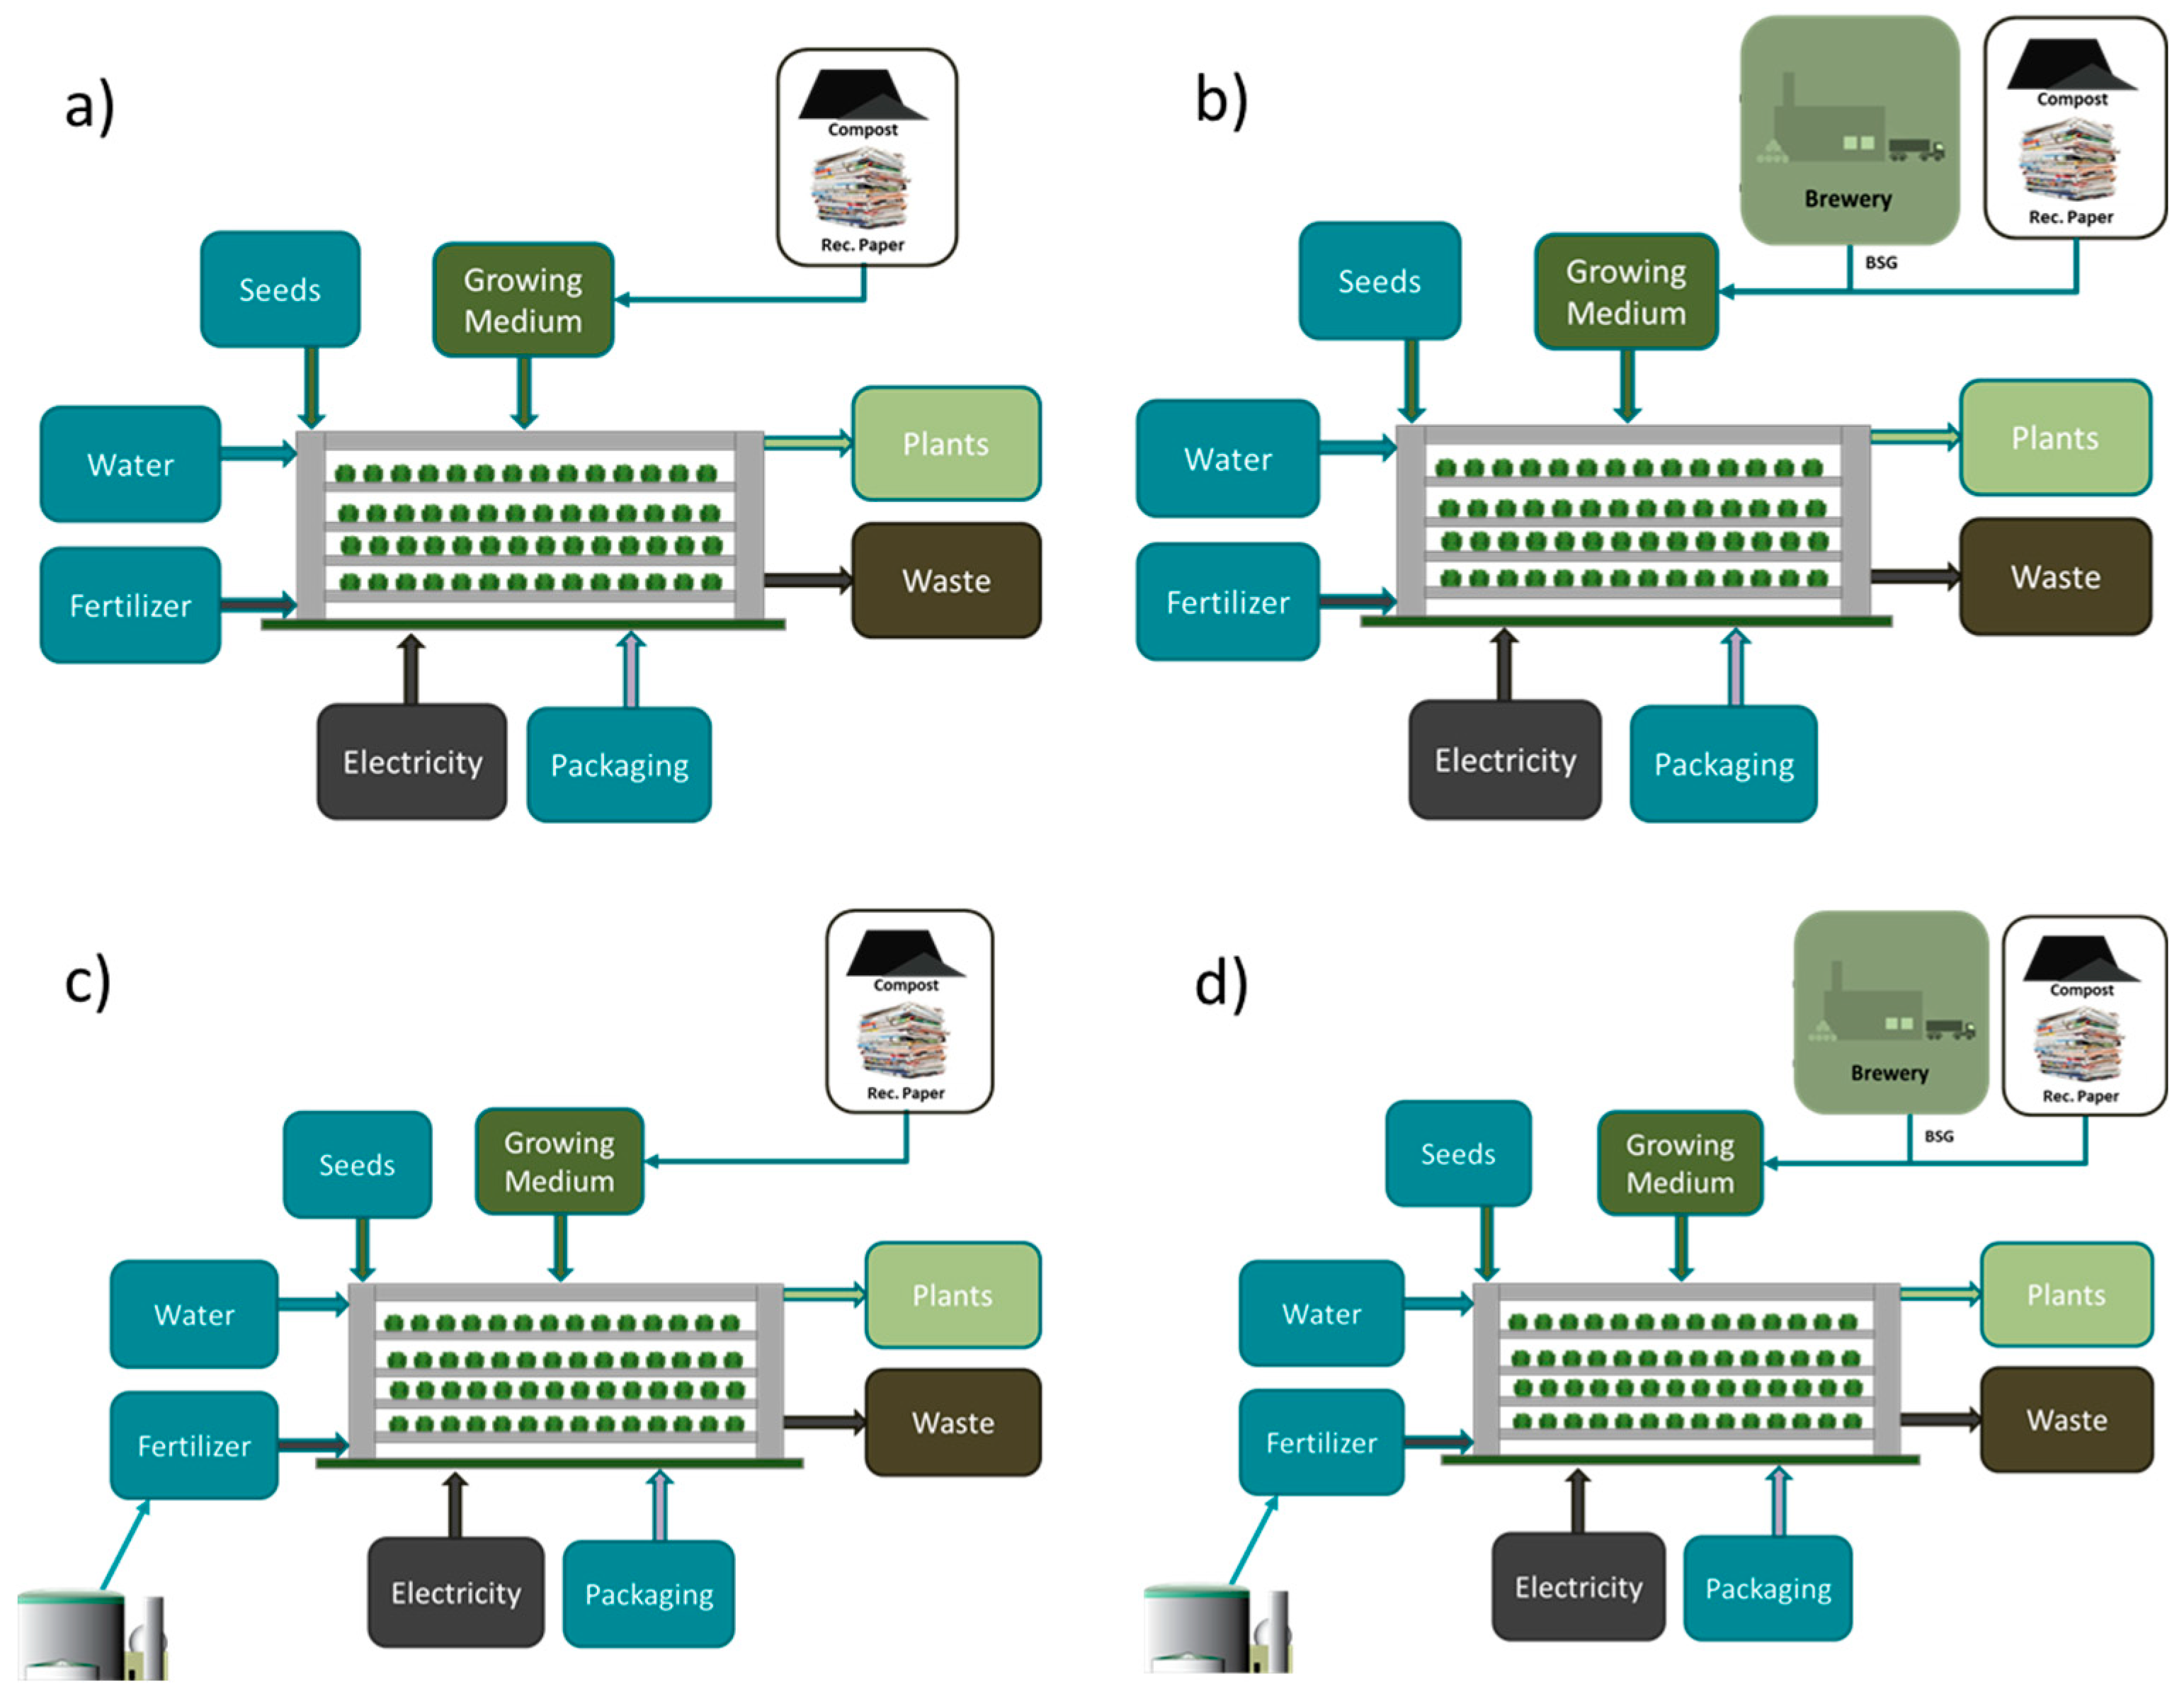 a)
Compost
Rec. Paper
Seeds
Growing
Medium
Water
Plants
Fertilizer
Waste
Electricity
Packaging
b)
Brewery
Compost
Rec. Paper
BSG
Seeds
Growing
Medium
Water
Plants
Fertilizer
Waste
Electricity
Packaging
c)
Compost
Rec. Paper
Seeds
Growing
Medium
Water
Plants
Fertilizer
Waste
Electricity
Packaging
d)
Brewery
Compost
Rec. Paper
BSG
Seeds
Growing
Medium
Water
Plants
Fertilizer
Waste
Electricity
Packaging